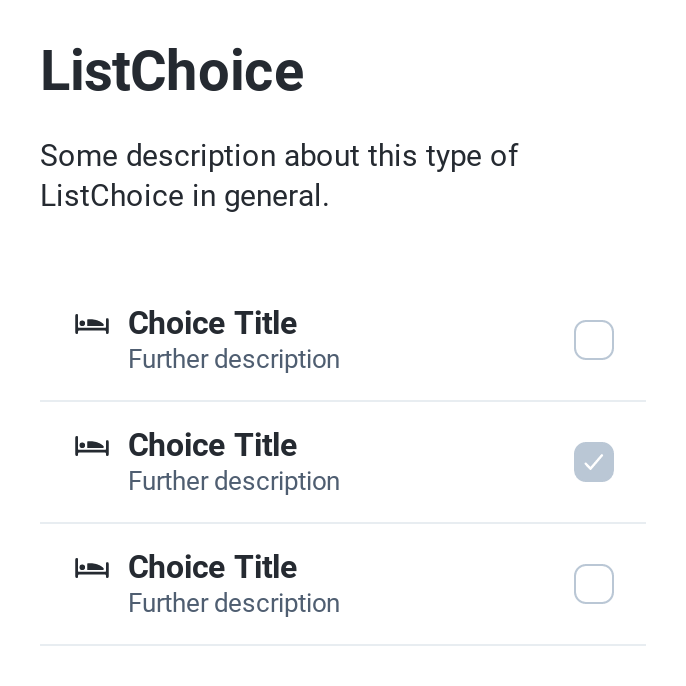 ListChoice
Some description about this type of
ListChoice in general.
Choice Title
Further description
Choice Title
Further description
Choice Title
Further description